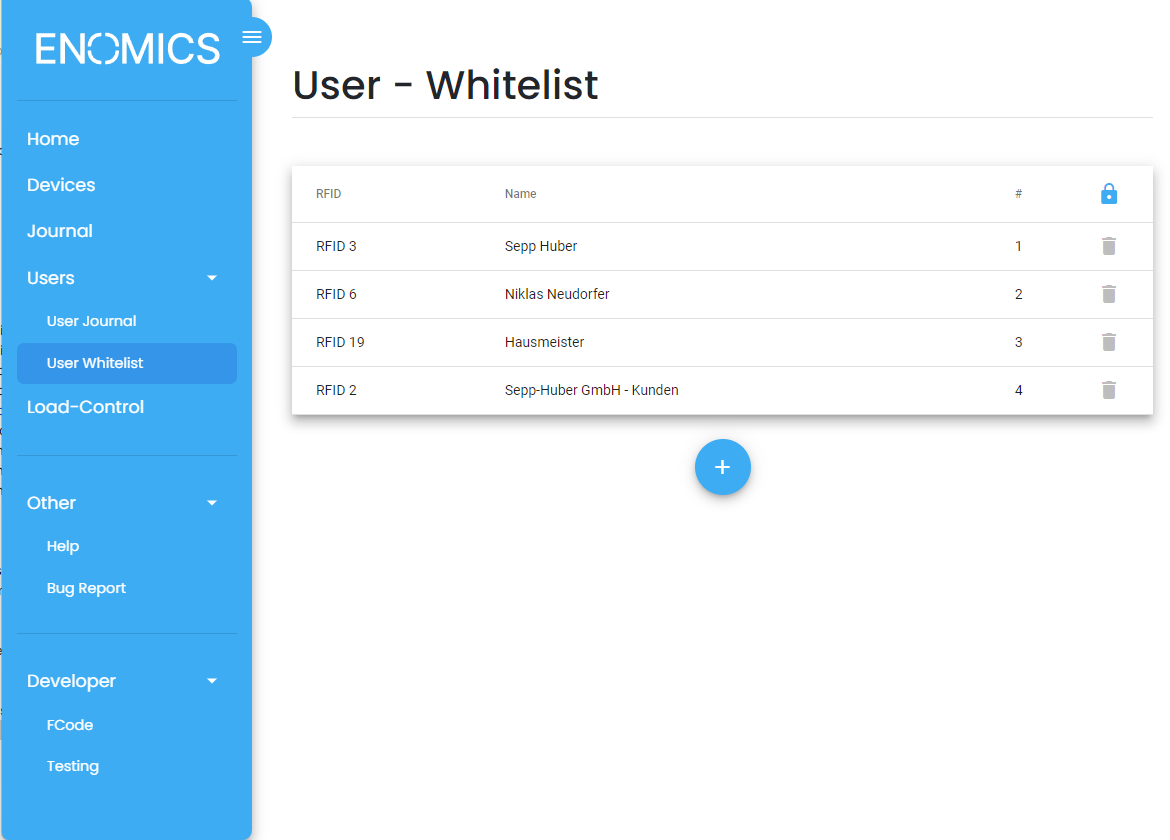 ENOMICS
Home
Devices
Journal
Users
User Journal
User Whitelist
Load-Control
Other
Help
Bug Report
Developer
FCode
Testing
User - Whitelist
RFID Name #
RFID 3 Sepp Huber 1
RFID 6 Niklas Neudorfer 2
RFID 19 Hausmeister 3
RFID 2 Sepp-Huber GmbH - Kunden 4
+